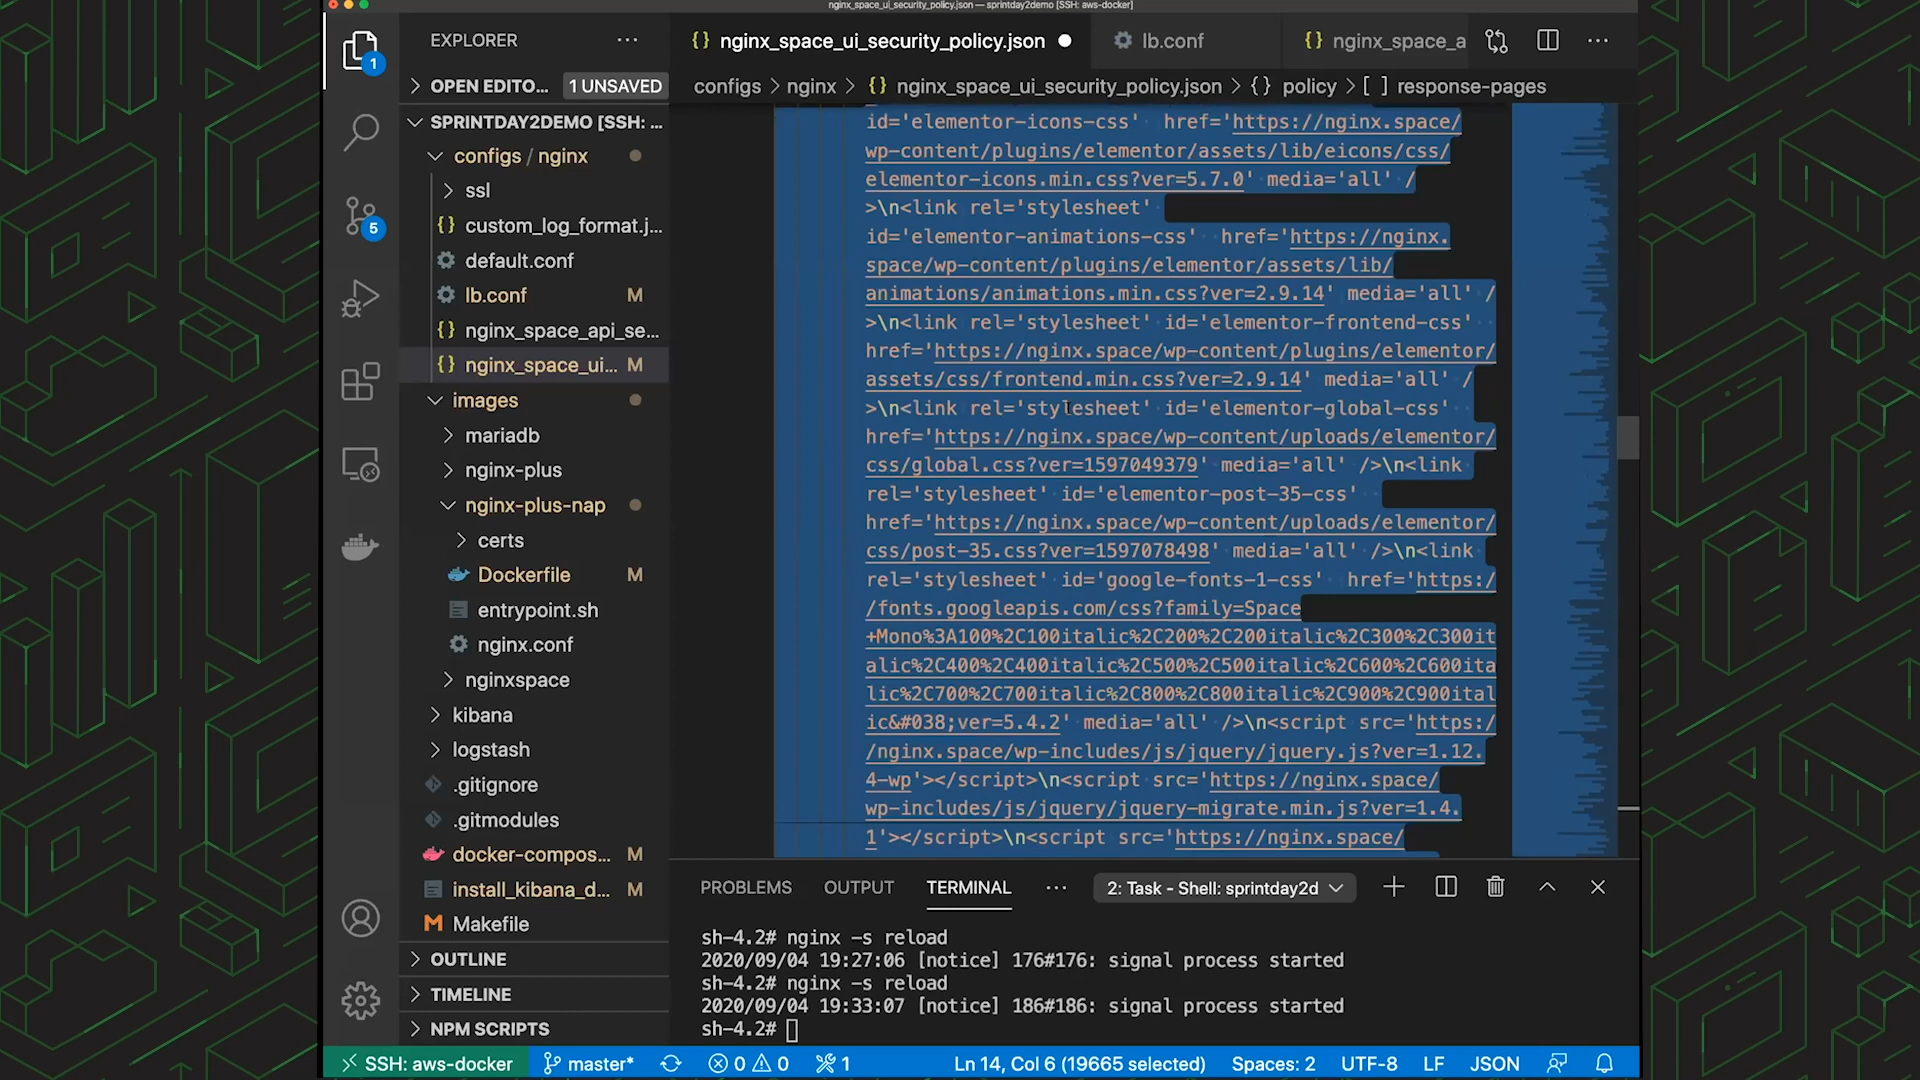 nginx_space_ui_security_policy.json — sprintday2demo [SSH: aws-docker]
EXPLORER
OPEN EDITO... 1 UNSAVED
SPRINTDAY2DEMO [SSH: ...
configs / nginx
ssl
custom_log_format.j...
default.conf
lb.conf M
nginx_space_api_se...
nginx_space_ui... M
images
mariadb
nginx-plus
nginx-plus-nap
certs
Dockerfile M
entrypoint.sh
nginx.conf
nginxspace
kibana
logstash
.gitignore
.gitmodules
docker-compos... M
install_kibana_d... M
Makefile
OUTLINE
TIMELINE
NPM SCRIPTS
1
5
{} nginx_space_ui_security_policy.json
lb.conf
{} nginx_space_a
configs > nginx > {} nginx_space_ui_security_policy.json > {} policy > [ ] response-pages
id='elementor-icons-css'  href='https://nginx.space/
wp-content/plugins/elementor/assets/lib/eicons/css/
elementor-icons.min.css?ver=5.7.0' media='all' /
>\n<link rel='stylesheet'
id='elementor-animations-css'  href='https://nginx.
space/wp-content/plugins/elementor/assets/lib/
animations/animations.min.css?ver=2.9.14' media='all' /
>\n<link rel='stylesheet' id='elementor-frontend-css'
href='https://nginx.space/wp-content/plugins/elementor/
assets/css/frontend.min.css?ver=2.9.14' media='all' /
>\n<link rel='stylesheet' id='elementor-global-css'
href='https://nginx.space/wp-content/uploads/elementor/
css/global.css?ver=1597049379' media='all' />\n<link
rel='stylesheet' id='elementor-post-35-css'
href='https://nginx.space/wp-content/uploads/elementor/
css/post-35.css?ver=1597078498' media='all' />\n<link
rel='stylesheet' id='google-fonts-1-css'  href='https:/
/fonts.googleapis.com/css?family=Space
+Mono%3A100%2C100italic%2C200%2C200italic%2C300%2C300it
alic%2C400%2C400italic%2C500%2C500italic%2C600%2C600ita
lic%2C700%2C700italic%2C800%2C800italic%2C900%2C900ital
ic&#038;ver=5.4.2' media='all' />\n<script src='https:/
/nginx.space/wp-includes/js/jquery/jquery.js?ver=1.12.
4-wp'></script>\n<script src='https://nginx.space/
wp-includes/js/jquery/jquery-migrate.min.js?ver=1.4.
1'></script>\n<script src='https://nginx.space/
PROBLEMS OUTPUT TERMINAL ... 2: Task - Shell: sprintday2d
sh-4.2# nginx -s reload
2020/09/04 19:27:06 [notice] 176#176: signal process started
sh-4.2# nginx -s reload
2020/09/04 19:33:07 [notice] 186#186: signal process started
sh-4.2#
SSH: aws-docker master* 0 0 1 Ln 14, Col 6 (19665 selected) Spaces: 2 UTF-8 LF JSON